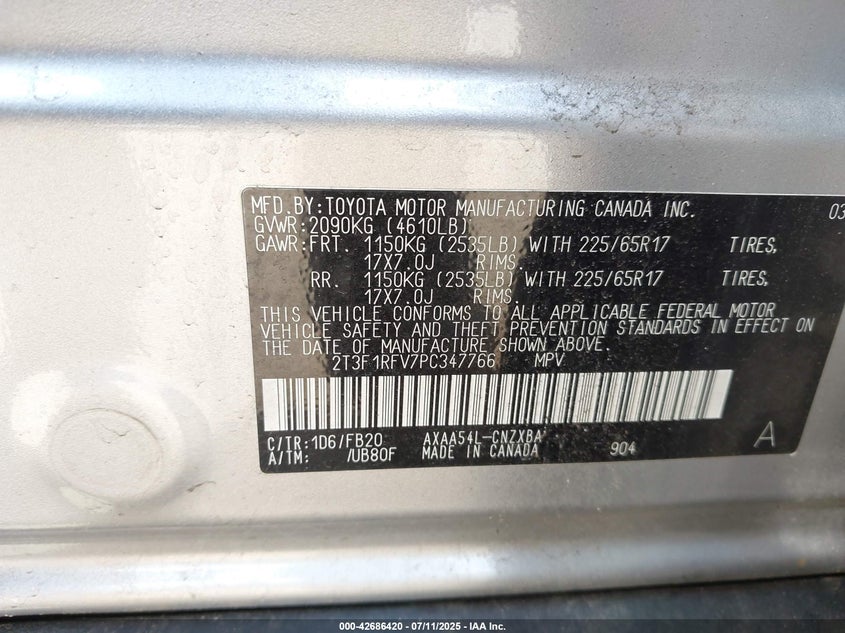 MFD.BY:TOYOTA MOTOR MANUFACTURING CANADA INC. 03
GVWR:2090KG (4610LB)
GAWR:FRT. 1150KG (2535LB) WITH 225/65R17 TIRES,
17X7.0J RIMS.
RR. 1150KG (2535LB) WITH 225/65R17 TIRES,
17X7.0J RIMS.
THIS VEHICLE CONFORMS TO ALL APPLICABLE FEDERAL MOTOR
VEHICLE SAFETY AND THEFT PREVENTION STANDARDS IN EFFECT ON
THE DATE OF MANUFACTURE SHOWN ABOVE.
2T3F1RFV7PC347766 MPV
C/TR:1D6/FB20 AXAA54L-CNZXBA
A/TM: /UB80F MADE IN CANADA 904 A
000-42686420 | 07/11/2025 - IAA Inc.